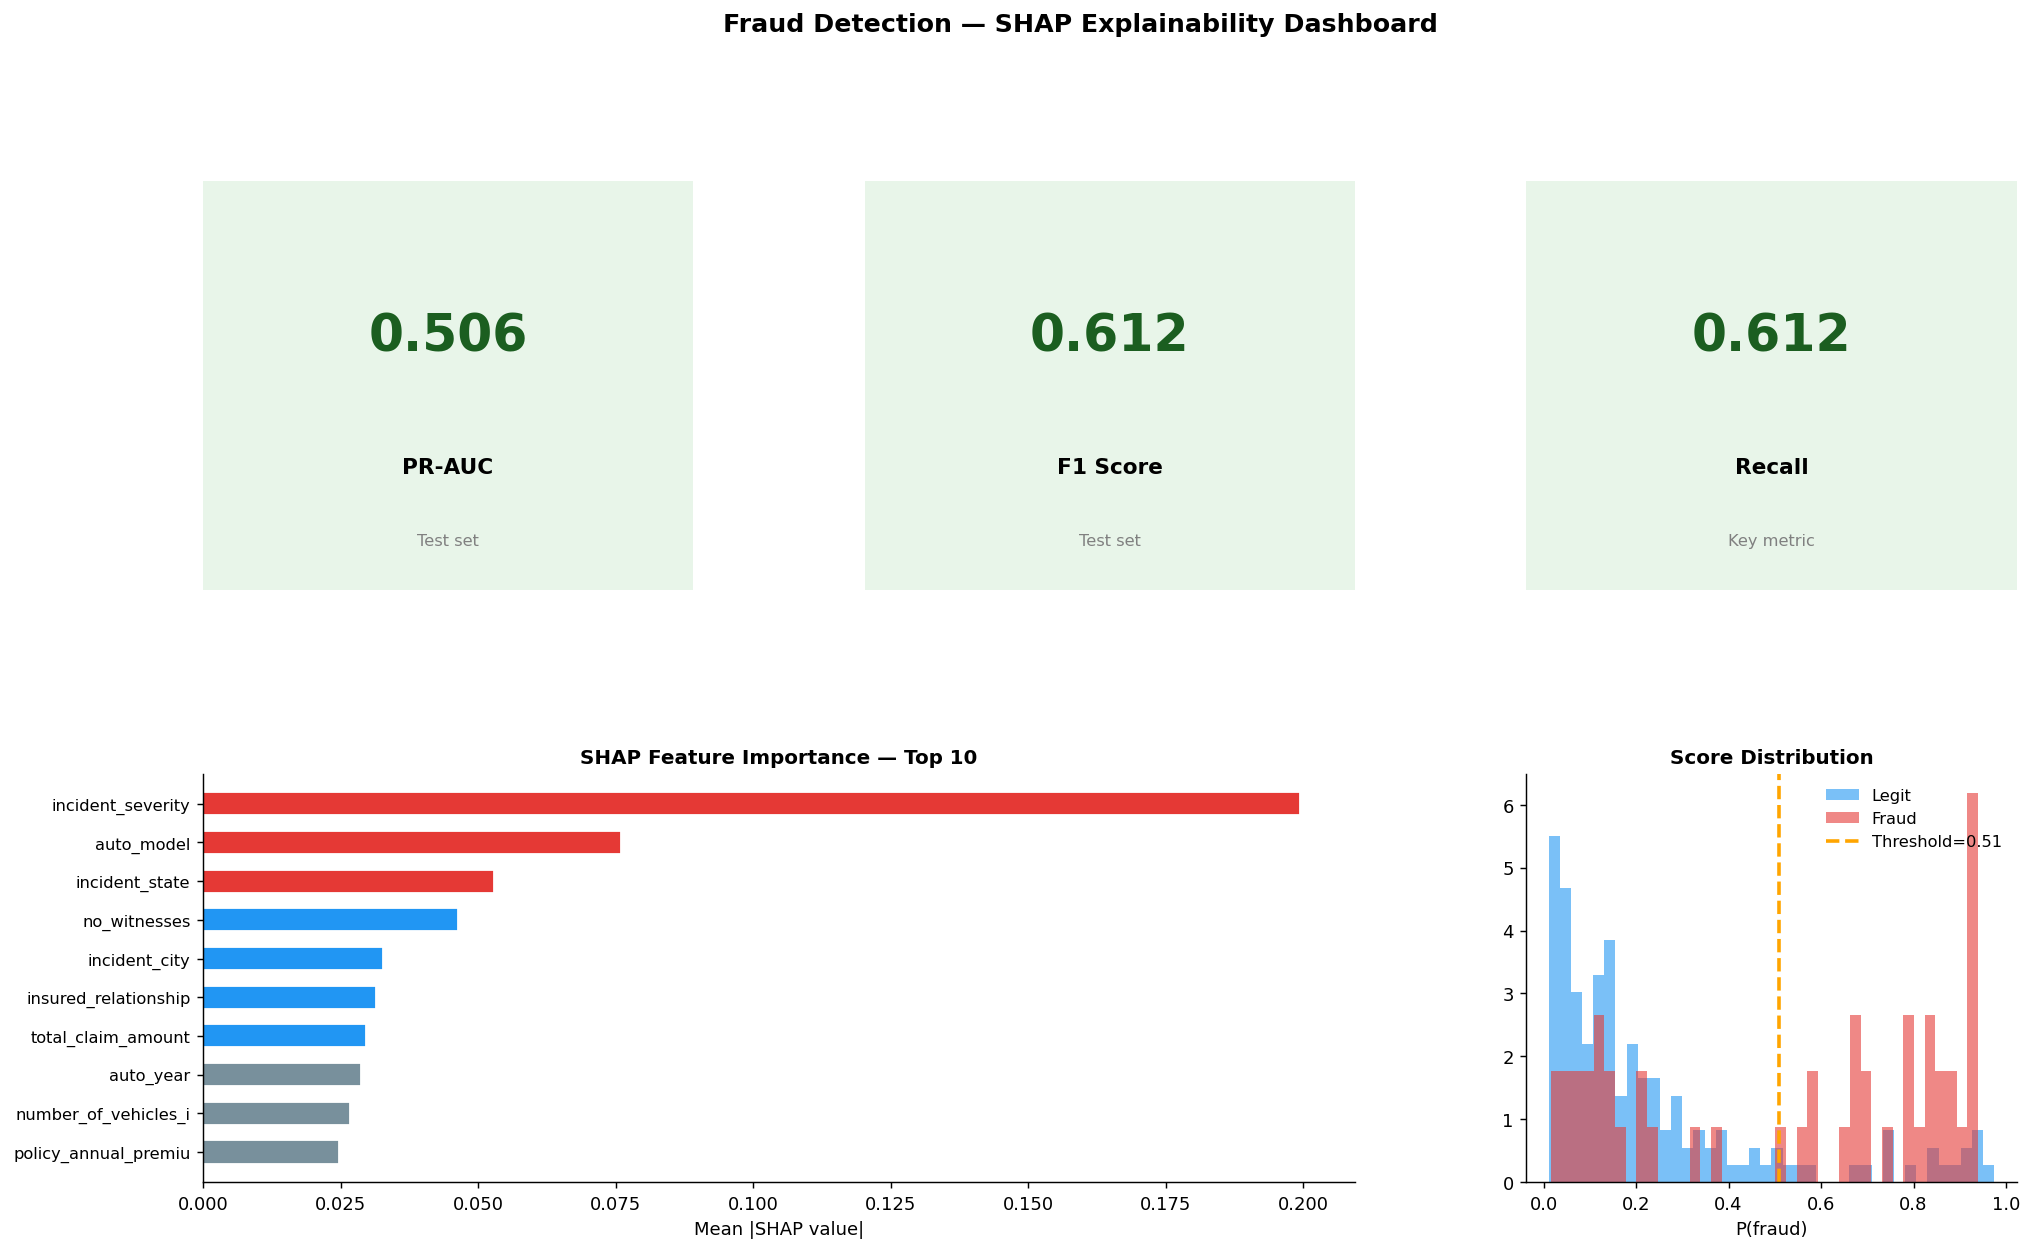 Fraud Detection — SHAP Explainability Dashboard
0.506
PR-AUC
Test set
0.612
F1 Score
Test set
0.612
Recall
Key metric
SHAP Feature Importance — Top 10
incident_severity
auto_model
incident_state
no_witnesses
incident_city
insured_relationship
total_claim_amount
auto_year
number_of_vehicles_i
policy_annual_premiu
0.000 0.025 0.050 0.075 0.100 0.125 0.150 0.175 0.200
Mean |SHAP value|
Score Distribution
Legit
Fraud
Threshold=0.51
6
5
4
3
2
1
0
0.0 0.2 0.4 0.6 0.8 1.0
P(fraud)